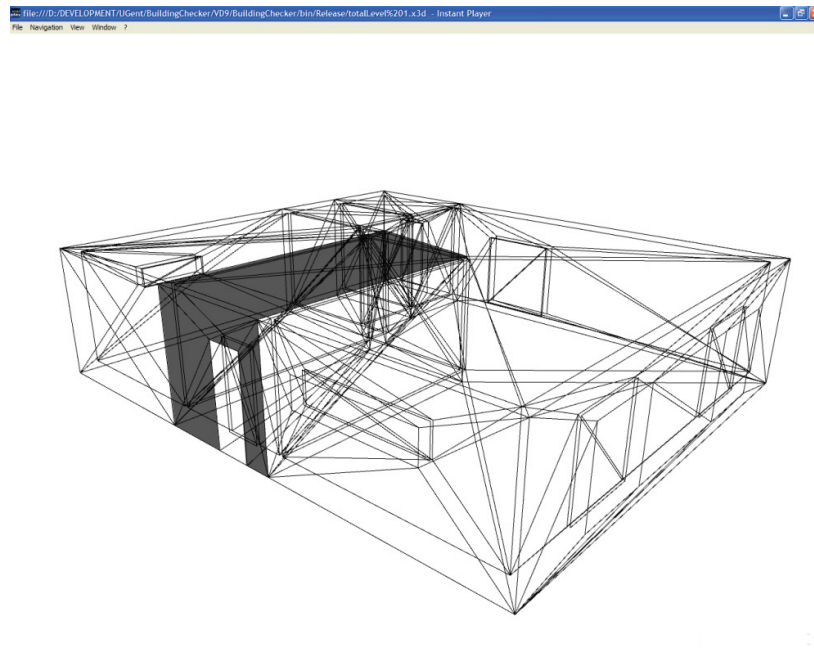 file:///D:/DEVELOPMENT/UGent/BuildingChecker/VD9/BuildingChecker/bin/Release/totalLevel%201.x3d - Instant Player
File Navigation View Window ?